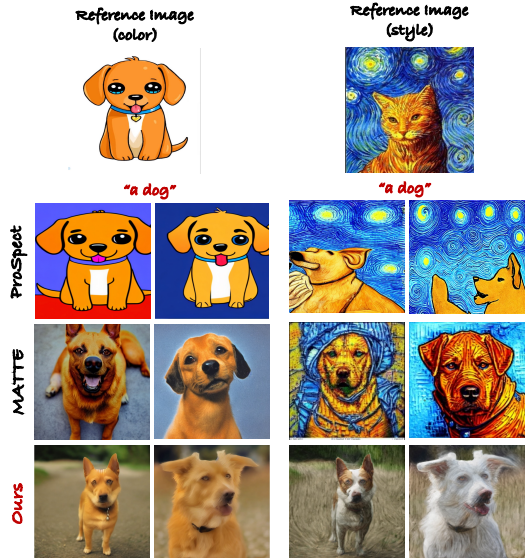 Reference Image
(color)
Reference Image
(style)
"a dog"
"a dog"
ProSpect
MATTE
Ours